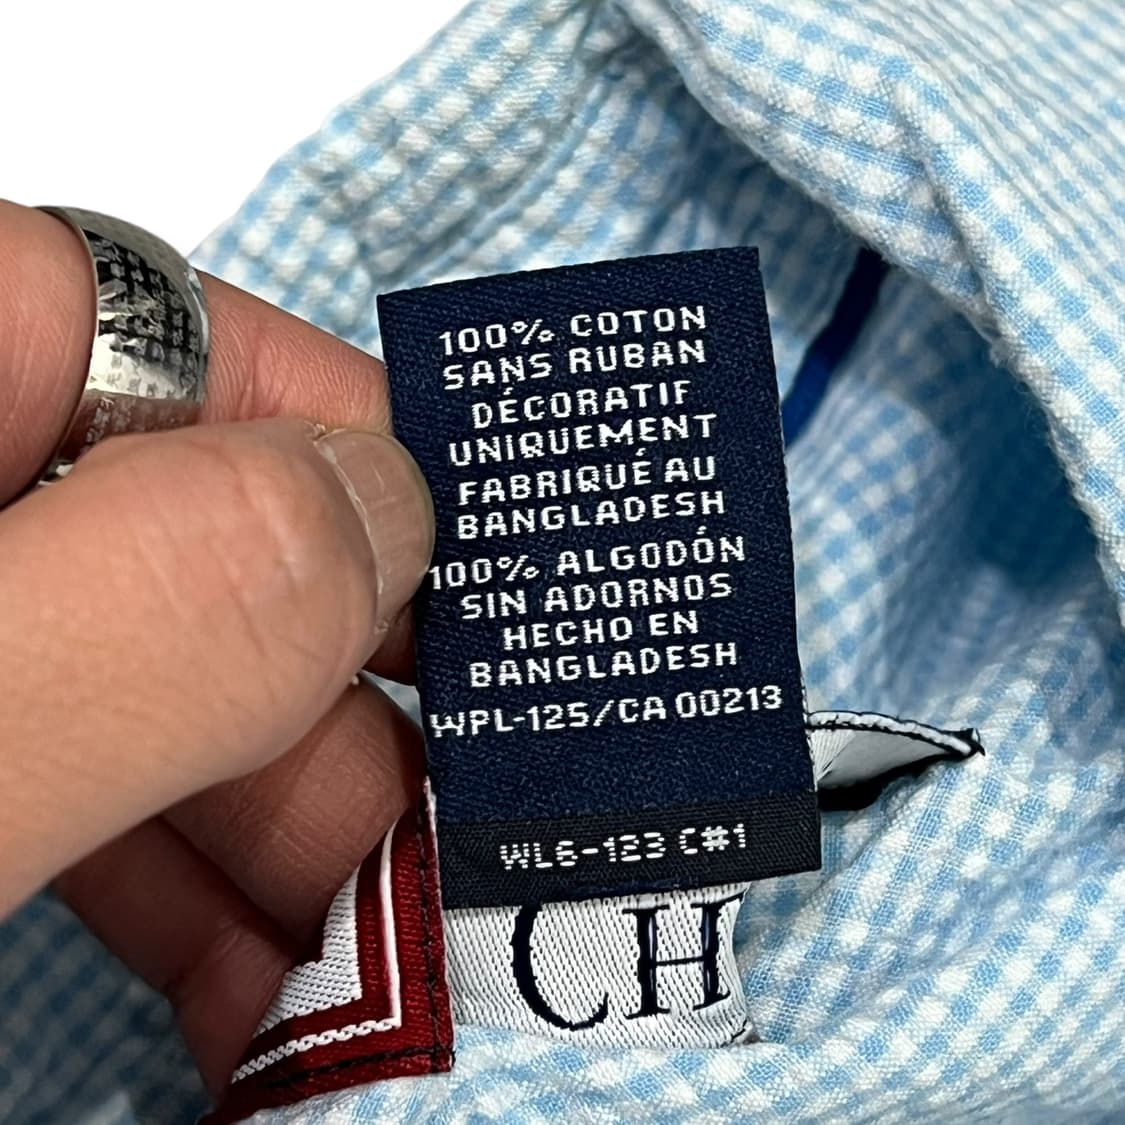 100% COTON
SANS RUBAN
DÉCORATIF
UNIQUEMENT
FABRIQUÉ AU
BANGLADESH
100% ALGODÓN
SIN ADORNOS
HECHO EN
BANGLADESH
WPL-125/CA 00213
WL6-123 C#1
CH